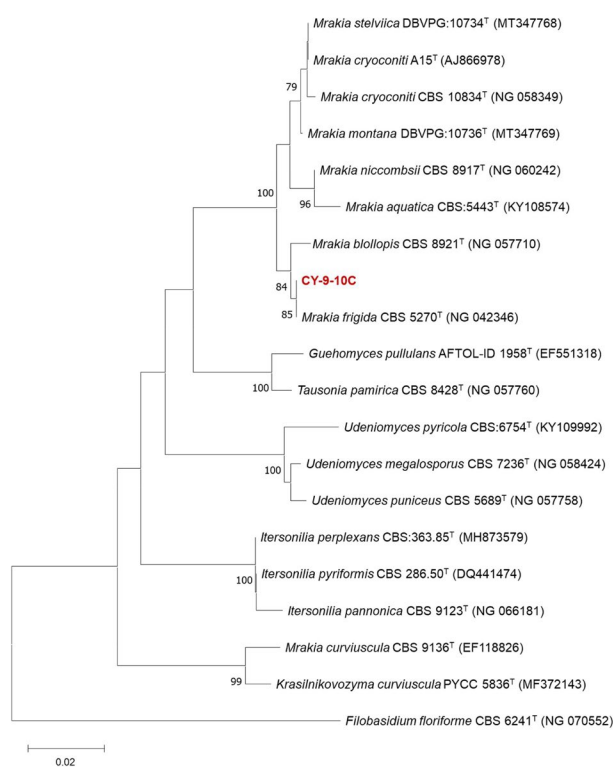 Mrakia stelviica DBVPG:10734ᵀ (MT347768)
Mrakia cryoconiti A15ᵀ (AJ866978)
79
Mrakia cryoconiti CBS 10834ᵀ (NG 058349)
Mrakia montana DBVPG:10736ᵀ (MT347769)
Mrakia niccombsii CBS 8917ᵀ (NG 060242)
100
96
Mrakia aquatica CBS:5443ᵀ (KY108574)
Mrakia blollopis CBS 8921ᵀ (NG 057710)
CY-9-10C
84
85
Mrakia frigida CBS 5270ᵀ (NG 042346)
Guehomyces pullulans AFTOL-ID 1958ᵀ (EF551318)
100
Tausonia pamirica CBS 8428ᵀ (NG 057760)
Udeniomyces pyricola CBS:6754ᵀ (KY109992)
Udeniomyces megalosporus CBS 7236ᵀ (NG 058424)
100
Udeniomyces puniceus CBS 5689ᵀ (NG 057758)
Itersonilia perplexans CBS:363.85ᵀ (MH873579)
Itersonilia pyriformis CBS 286.50ᵀ (DQ441474)
100
Itersonilia pannonica CBS 9123ᵀ (NG 066181)
Mrakia curviuscula CBS 9136ᵀ (EF118826)
99
Krasilnikovozyma curviuscula PYCC 5836ᵀ (MF372143)
Filobasidium floriforme CBS 6241ᵀ (NG 070552)
0.02